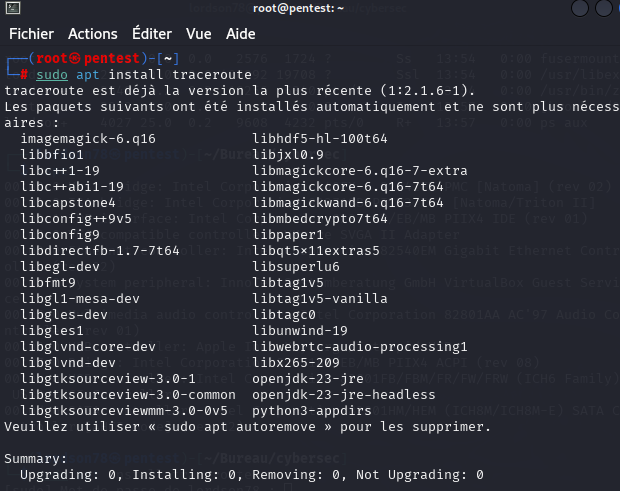 root@pentest: ~
Fichier Actions Éditer Vue Aide
┌──(root㉿pentest)-[~]
└─# sudo apt install traceroute
traceroute est déjà la version la plus récente (1:2.1.6-1).
Les paquets suivants ont été installés automatiquement et ne sont plus nécess
aires :
imagemagick-6.q16 libhdf5-hl-100t64
libbfio1 libjxl0.9
libc++1-19 libmagickcore-6.q16-7-extra
libc++abi1-19 libmagickcore-6.q16-7t64
libcapstone4 libmagickwand-6.q16-7t64
libconfig++9v5 libmbedcrypto7t64
libconfig9 libpaper1
libdirectfb-1.7-7t64 libqt5x11extras5
libegl-dev libsuperlu6
libfmt9 libtag1v5
libgl1-mesa-dev libtag1v5-vanilla
libgles-dev libtagc0
libgles1 libunwind-19
libglvnd-core-dev libwebrtc-audio-processing1
libglvnd-dev libx265-209
libgtksourceview-3.0-1 openjdk-23-jre
libgtksourceview-3.0-common openjdk-23-jre-headless
libgtksourceviewmm-3.0-0v5 python3-appdirs
Veuillez utiliser « sudo apt autoremove » pour les supprimer.
Summary:
Upgrading: 0, Installing: 0, Removing: 0, Not Upgrading: 0